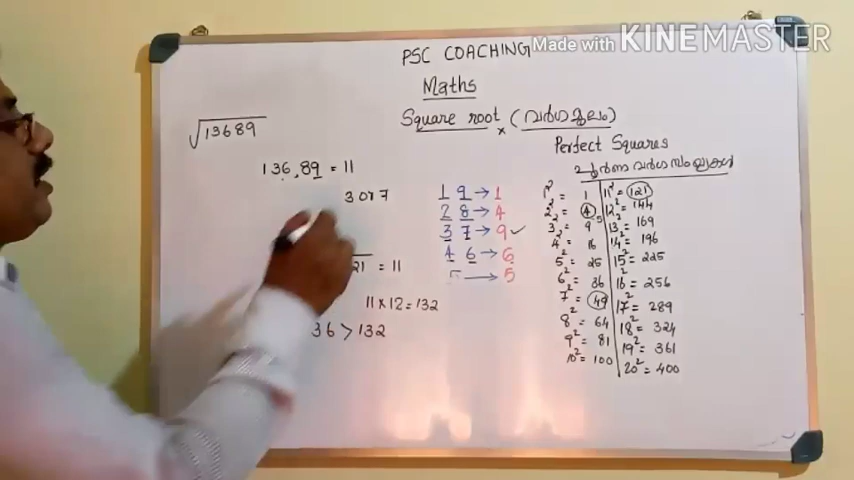 PSC COACHING
Made with KINEMASTER
Maths
Square root (വർഗമൂലം)
√13689
136,89 = 11
3 or 7
21 = 11
11 x 12 = 132
36 > 132
1 9 → 1
2 8 → 4
3 7 → 9 ✓
4 6 → 6
5 → 5
Perfect Squares
പൂർണവർഗസംഖ്യകൾ
1² = 1
2² = 4
3² = 9
4² = 16
5² = 25
6² = 36
7² = 49
8² = 64
9² = 81
10² = 100
11² = 121
12² = 144
13² = 169
14² = 196
15² = 225
16² = 256
17² = 289
18² = 324
19² = 361
20² = 400